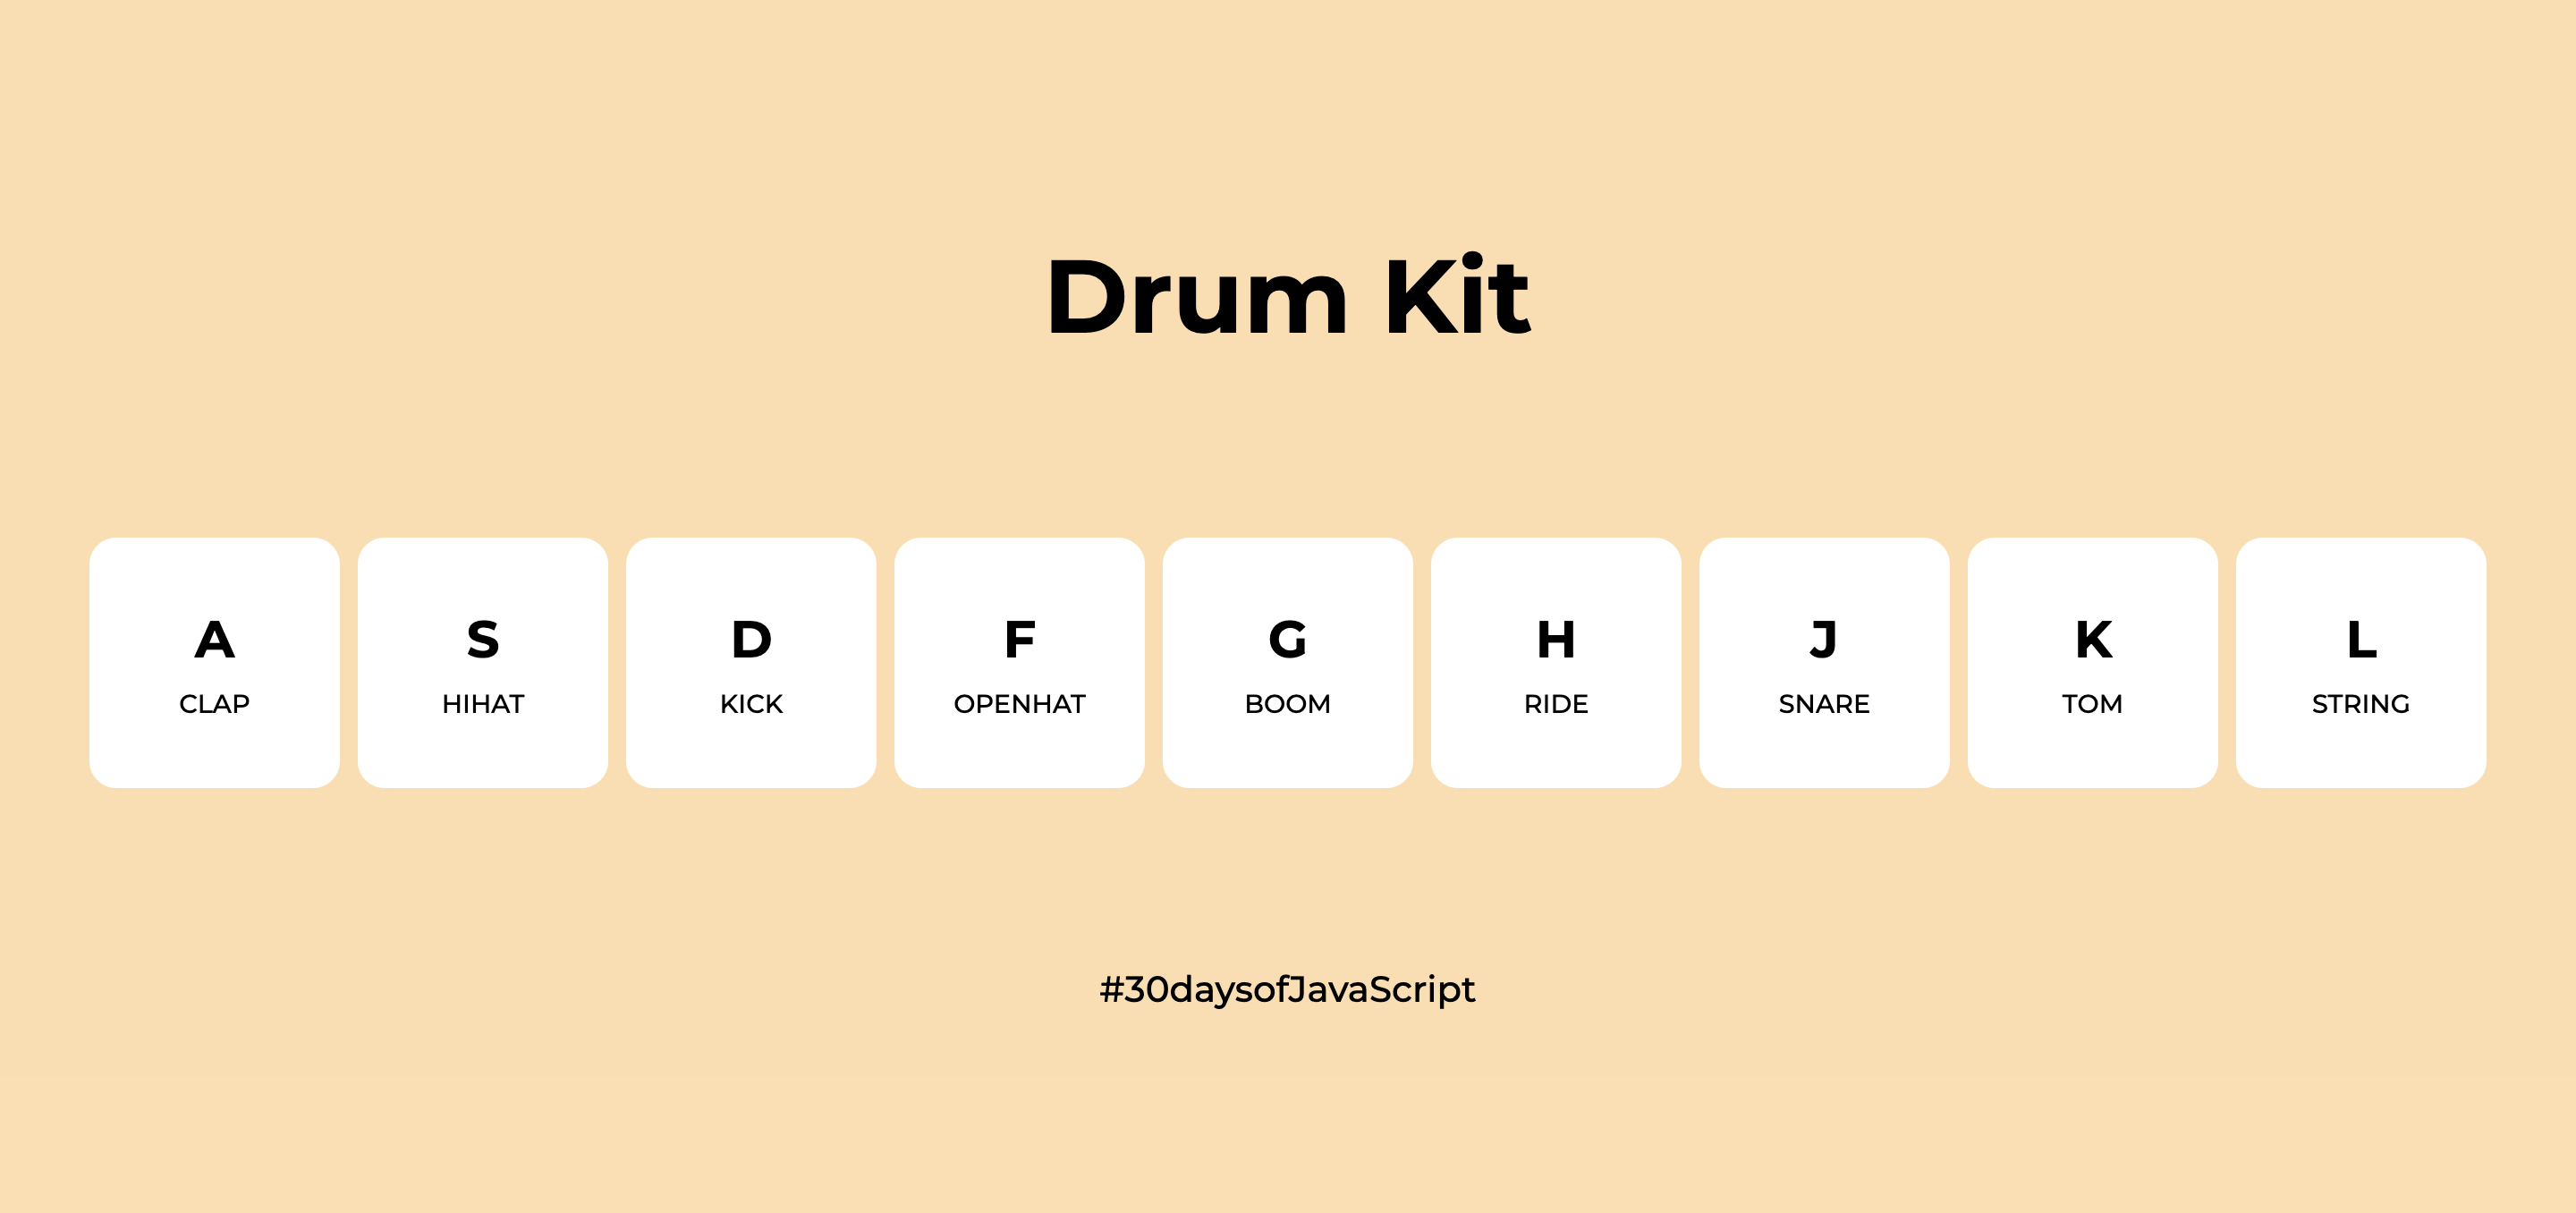 Drum Kit
A S D F G H J K L
CLAP HIHAT KICK OPENHAT BOOM RIDE SNARE TOM STRING
#30daysofJavaScript